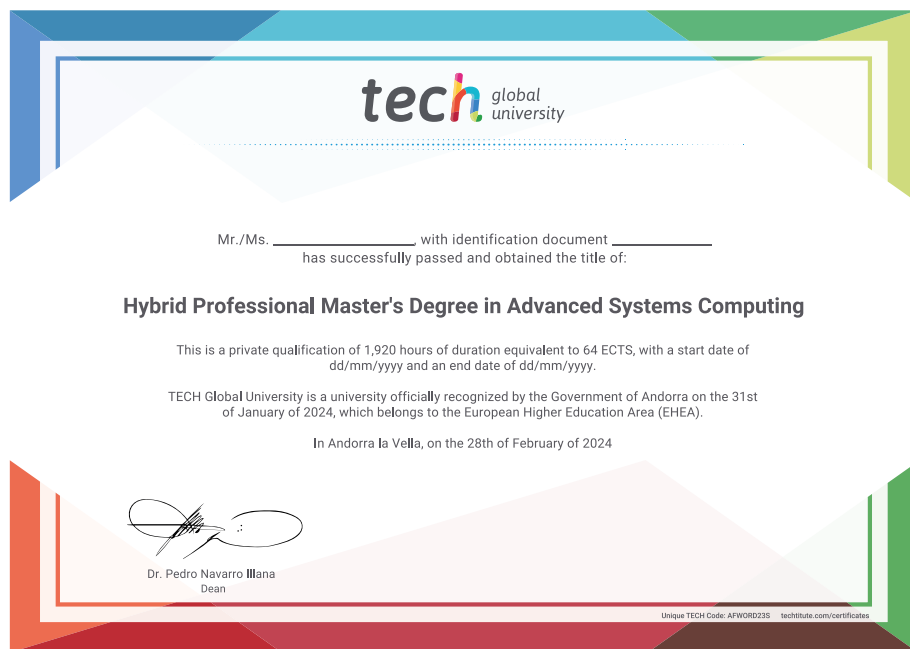 tech global university
Mr./Ms. ____________, with identification document ____________
has successfully passed and obtained the title of:
Hybrid Professional Master's Degree in Advanced Systems Computing
This is a private qualification of 1,920 hours of duration equivalent to 64 ECTS, with a start date of
dd/mm/yyyy and an end date of dd/mm/yyyy.
TECH Global University is a university officially recognized by the Government of Andorra on the 31st
of January of 2024, which belongs to the European Higher Education Area (EHEA).
In Andorra la Vella, on the 28th of February of 2024
Dr. Pedro Navarro Illana
Dean
Unique TECH Code: AFWORD23S techtitute.com/certificates